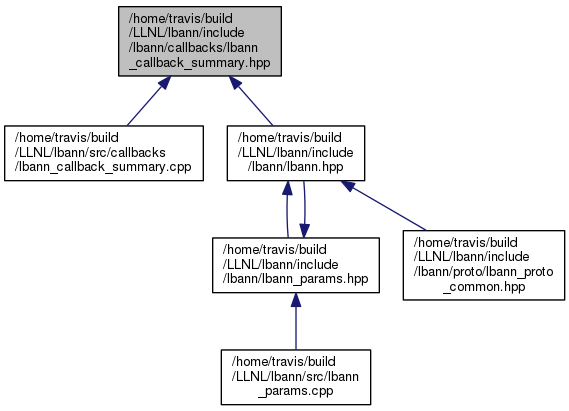 /home/travis/build
/LLNL/lbann/include
/lbann/callbacks/lbann
_callback_summary.hpp
/home/travis/build
/LLNL/lbann/src/callbacks
/lbann_callback_summary.cpp
/home/travis/build
/LLNL/lbann/include
/lbann/lbann.hpp
/home/travis/build
/LLNL/lbann/include
/lbann/lbann_params.hpp
/home/travis/build
/LLNL/lbann/include
/lbann/proto/lbann_proto
_common.hpp
/home/travis/build
/LLNL/lbann/src/lbann
_params.cpp